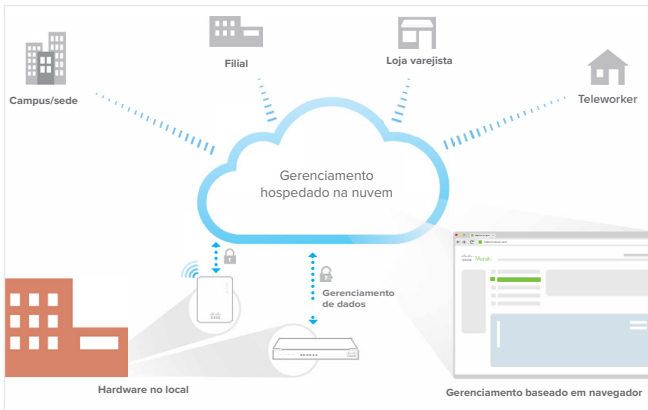 Filial
Loja varejista
Campus/sede
Teleworker
Gerenciamento
hospedado na nuvem
Meraki
Gerenciamento
de dados
Hardware no local
Gerenciamento baseado em navegador